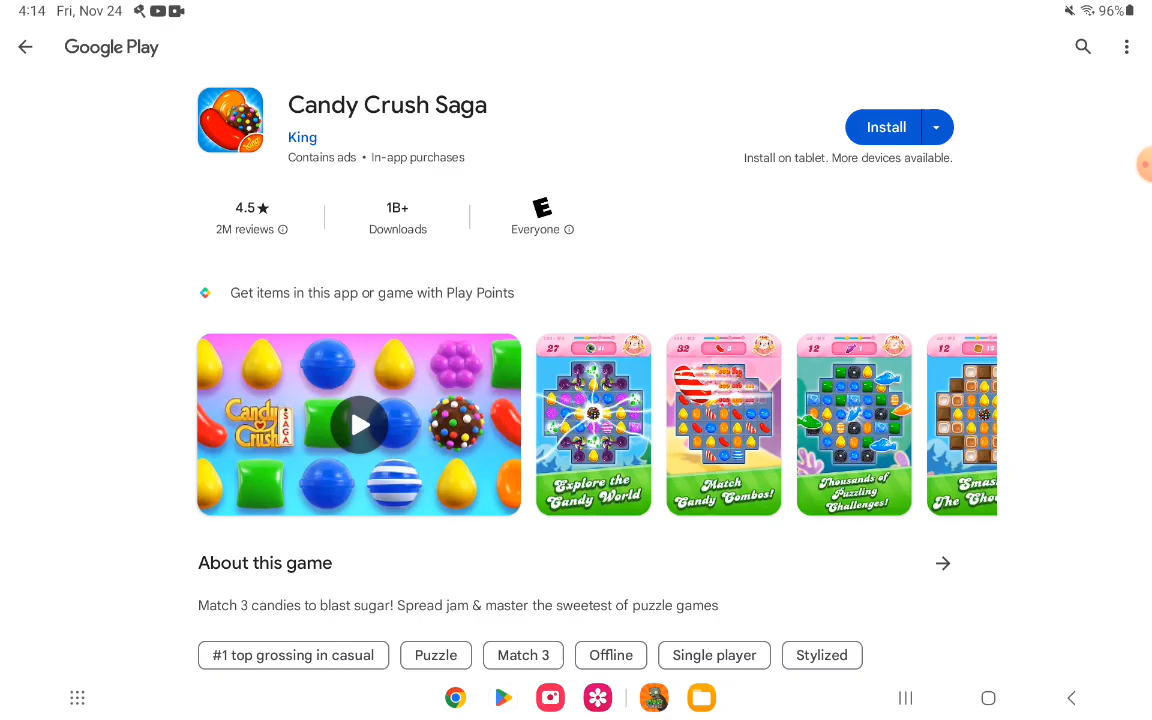 4:14 Fri, Nov 24
96%
Google Play
Candy Crush Saga
King
Contains ads • In-app purchases
Install
Install on tablet. More devices available.
4.5★
2M reviews
1B+
Downloads
E
Everyone
Get items in this app or game with Play Points
Candy
Crush
SAGA
27
Explore the
Candy World
32
Match
Candy Combos!
12
Thousands of
Puzzling
Challenges!
12
About this game
Match 3 candies to blast sugar! Spread jam & master the sweetest of puzzle games
#1 top grossing in casual
Puzzle
Match 3
Offline
Single player
Stylized